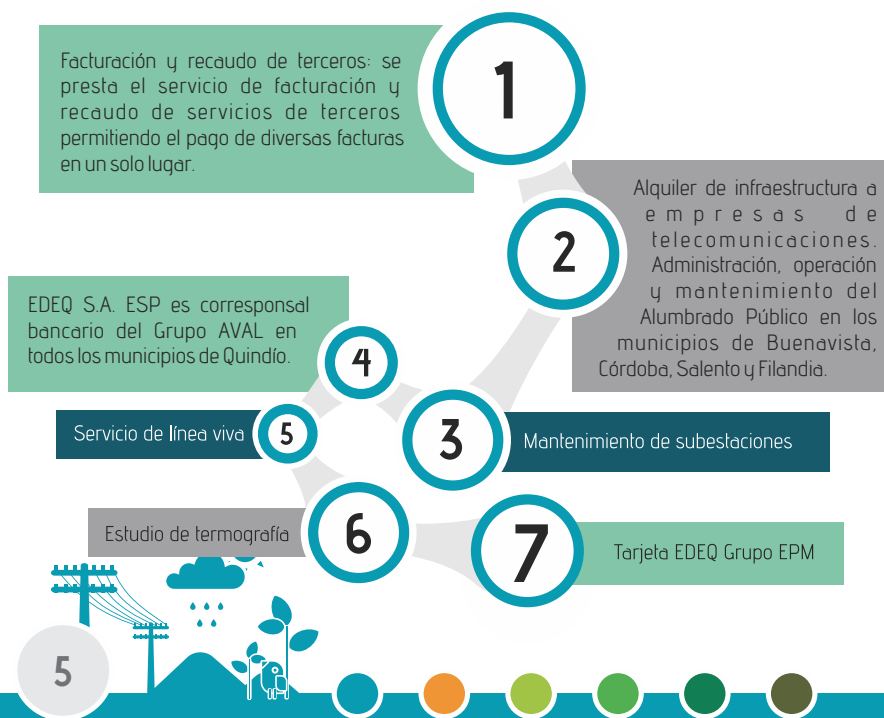 Facturación y recaudo de terceros: se
presta el servicio de facturación y
recaudo de servicios de terceros
permitiendo el pago de diversas facturas
en un solo lugar.
1
2
Alquiler de infraestructura a
empresas de
telecomunicaciones.
Administración, operación
y mantenimiento del
Alumbrado Público en los
municipios de Buenavista,
Córdoba, Salento y Filandia.
3
Mantenimiento de subestaciones
EDEQ S.A. ESP es corresponsal
bancario del Grupo AVAL en
todos los municipios de Quindío.
4
Servicio de línea viva
5
Estudio de termografía
6
7
Tarjeta EDEQ Grupo EPM
5